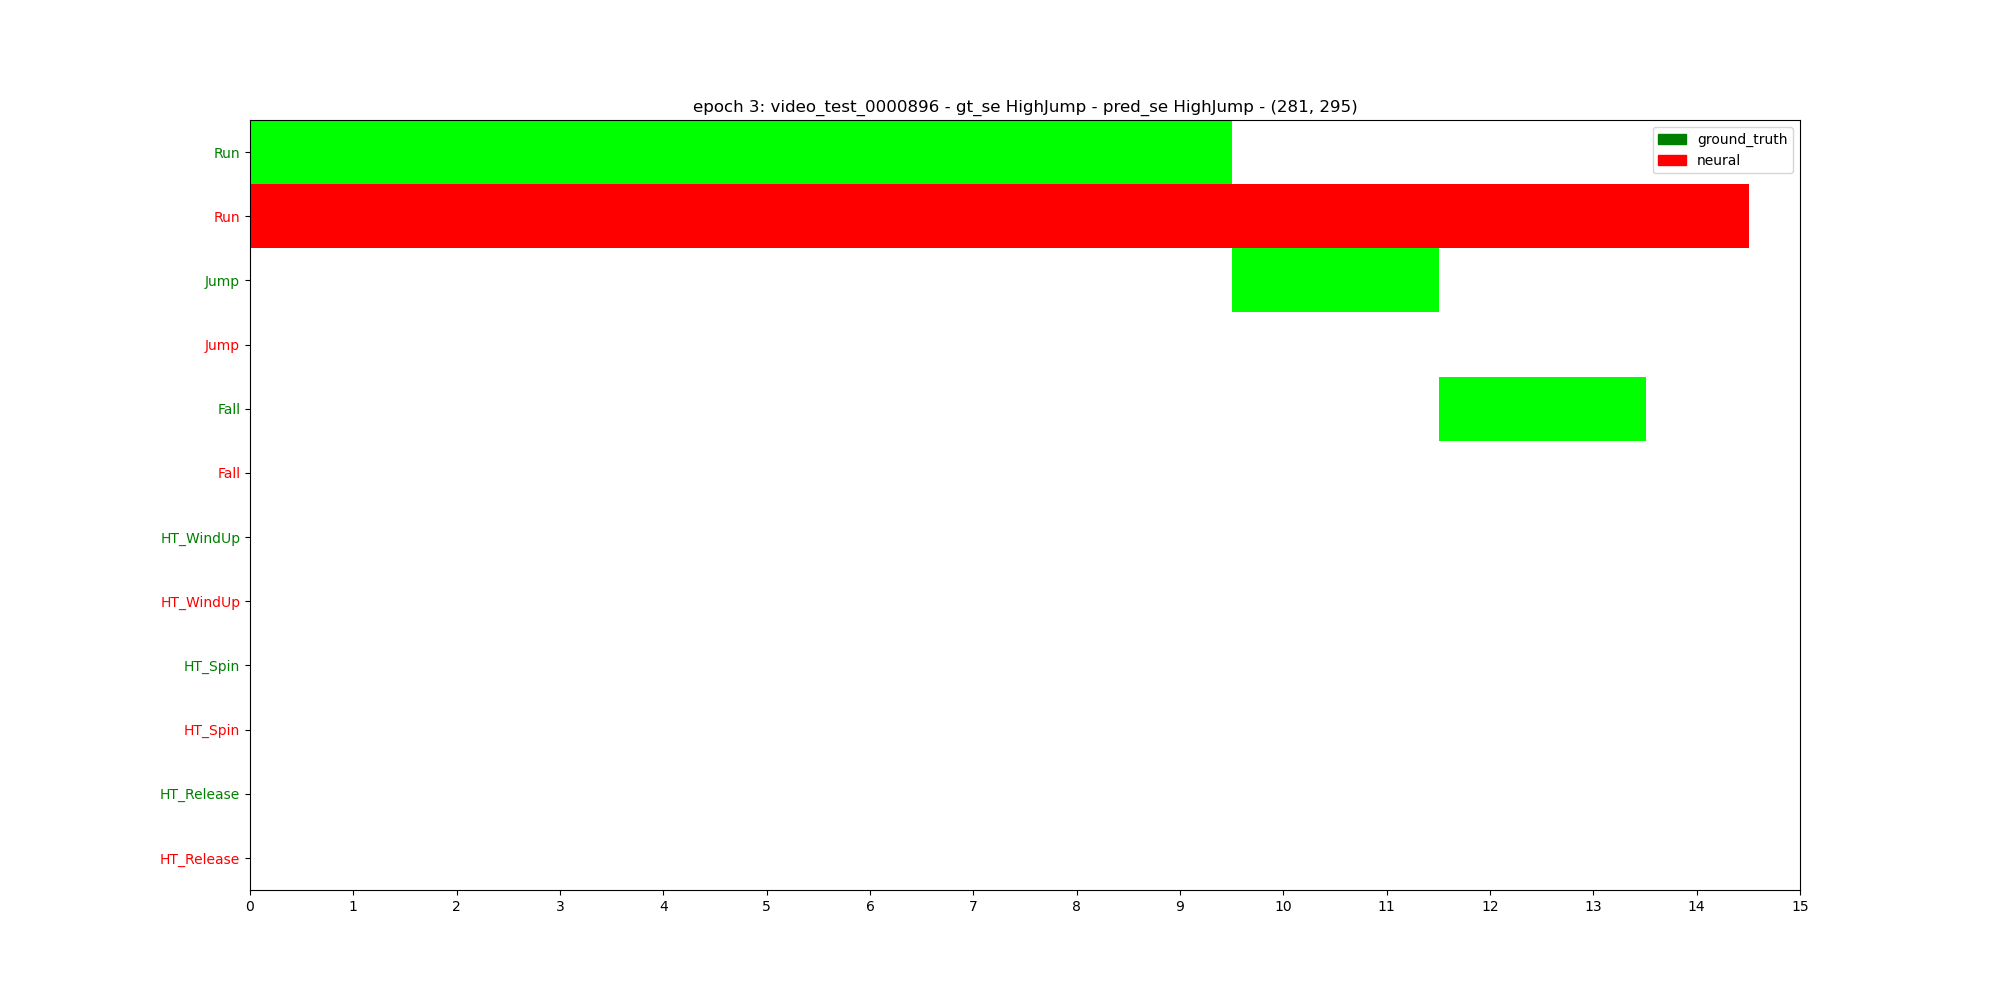 epoch 3: video_test_0000896 - gt_se HighJump - pred_se HighJump - (281, 295)
ground_truth
neural
Run
Run
Jump
Jump
Fall
Fall
HT_WindUp
HT_WindUp
HT_Spin
HT_Spin
HT_Release
HT_Release
0 1 2 3 4 5 6 7 8 9 10 11 12 13 14 15